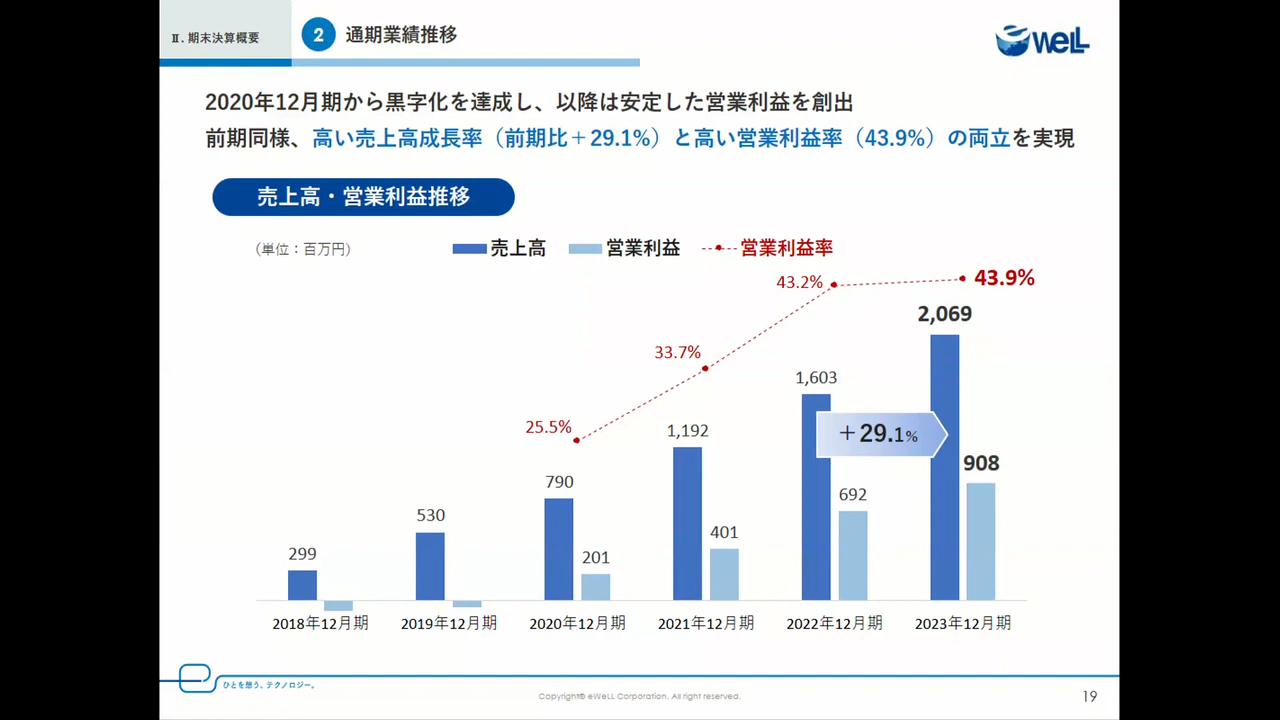 Ⅱ. 期末決算概要
2 通期業績推移
eWeLL
2020年12月期から黒字化を達成し、以降は安定した営業利益を創出
前期同様、高い売上高成長率（前期比＋29.1%）と高い営業利益率（43.9%）の両立を実現
売上高・営業利益推移
（単位：百万円）
売上高 営業利益 営業利益率
43.2% 43.9%
2,069
33.7%
1,603
25.5%
1,192
＋29.1%
908
790
692
530
401
299
201
2018年12月期 2019年12月期 2020年12月期 2021年12月期 2022年12月期 2023年12月期
ひとを想う、テクノロジー。
Copyright© eWeLL Corporation. All right reserved.
19